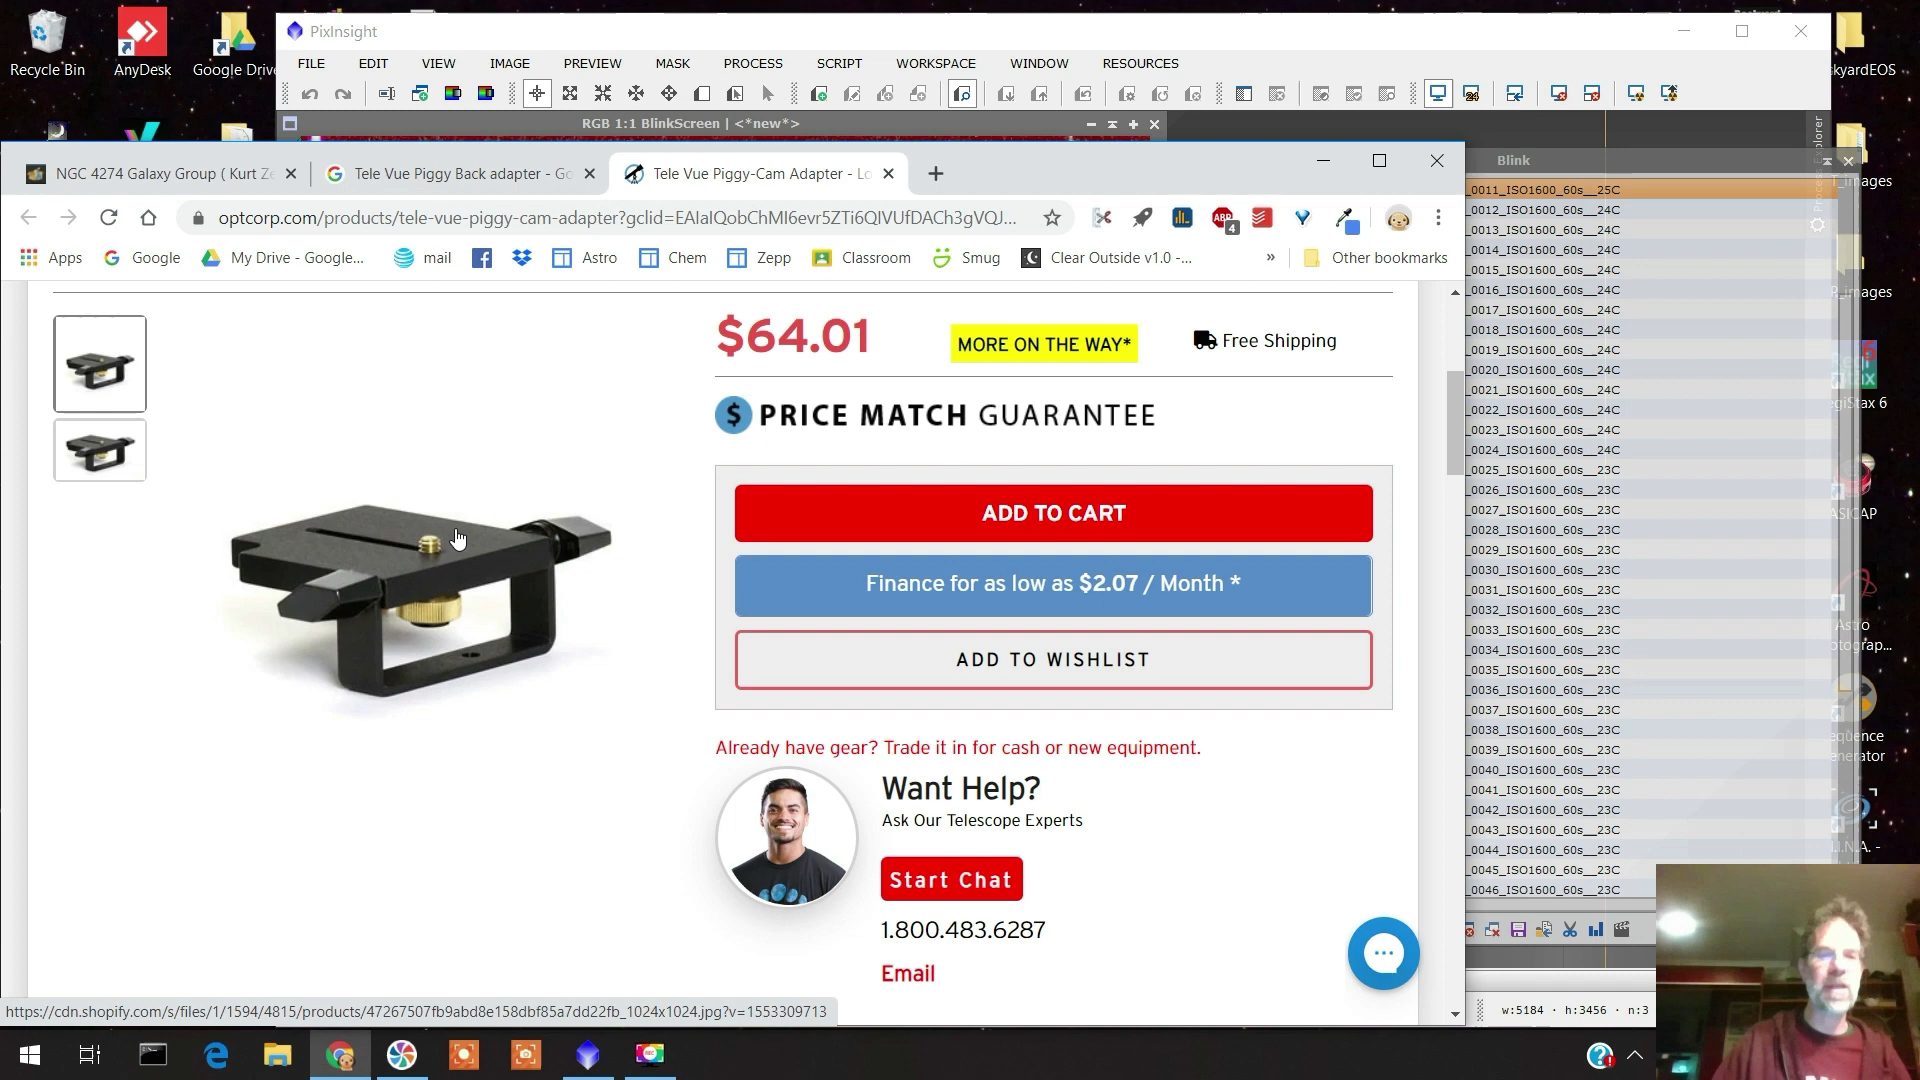 Recycle Bin
AnyDesk
Google Drive
PixInsight
FILE EDIT VIEW IMAGE PREVIEW PROCESS MASK SCRIPT WORKSPACE WINDOW RESOURCES
RGB 1:1 BlinkScreen | <*new*>
kyardEOS
Blink
NGC 4274 Galaxy Group ( Kurt Ze
Tele Vue Piggy Back adapter - Go
Tele Vue Piggy-Cam Adapter - Lo
optcorp.com/products/tele-vue-piggy-cam-adapter?gclid=EAIaIQobChMI6evr5ZTi6QIVUfDACh3gVQJ...
ABP
4
Apps
Google
My Drive - Google...
mail
Astro
Chem
Zepp
Classroom
Smug
Clear Outside v1.0 -...
»
Other bookmarks
$64.01
MORE ON THE WAY*
Free Shipping
$ PRICE MATCH GUARANTEE
ADD TO CART
Finance for as low as $2.07 / Month *
ADD TO WISHLIST
Already have gear? Trade it in for cash or new equipment.
Want Help?
Ask Our Telescope Experts
Start Chat
1.800.483.6287
Email
https://cdn.shopify.com/s/files/1/1594/4815/products/47267507fb9abd8e158dbf85a7dd22fb_1024x1024.jpg?v=1553309713
_0011_ISO1600_60s__25C
_0012_ISO1600_60s__24C
_0013_ISO1600_60s__24C
_0014_ISO1600_60s__24C
_0015_ISO1600_60s__24C
_0016_ISO1600_60s__24C
_0017_ISO1600_60s__24C
_0018_ISO1600_60s__24C
_0019_ISO1600_60s__24C
_0020_ISO1600_60s__24C
_0021_ISO1600_60s__24C
_0022_ISO1600_60s__24C
_0023_ISO1600_60s__24C
_0024_ISO1600_60s__24C
_0025_ISO1600_60s__23C
_0026_ISO1600_60s__23C
_0027_ISO1600_60s__23C
_0028_ISO1600_60s__23C
_0029_ISO1600_60s__23C
_0030_ISO1600_60s__23C
_0031_ISO1600_60s__23C
_0032_ISO1600_60s__23C
_0033_ISO1600_60s__23C
_0034_ISO1600_60s__23C
_0035_ISO1600_60s__23C
_0036_ISO1600_60s__23C
_0037_ISO1600_60s__23C
_0038_ISO1600_60s__23C
_0039_ISO1600_60s__23C
_0040_ISO1600_60s__23C
_0041_ISO1600_60s__23C
_0042_ISO1600_60s__23C
_0043_ISO1600_60s__23C
_0044_ISO1600_60s__23C
_0045_ISO1600_60s__23C
_0046_ISO1600_60s__23C
w:5184 · h:3456 · n:3